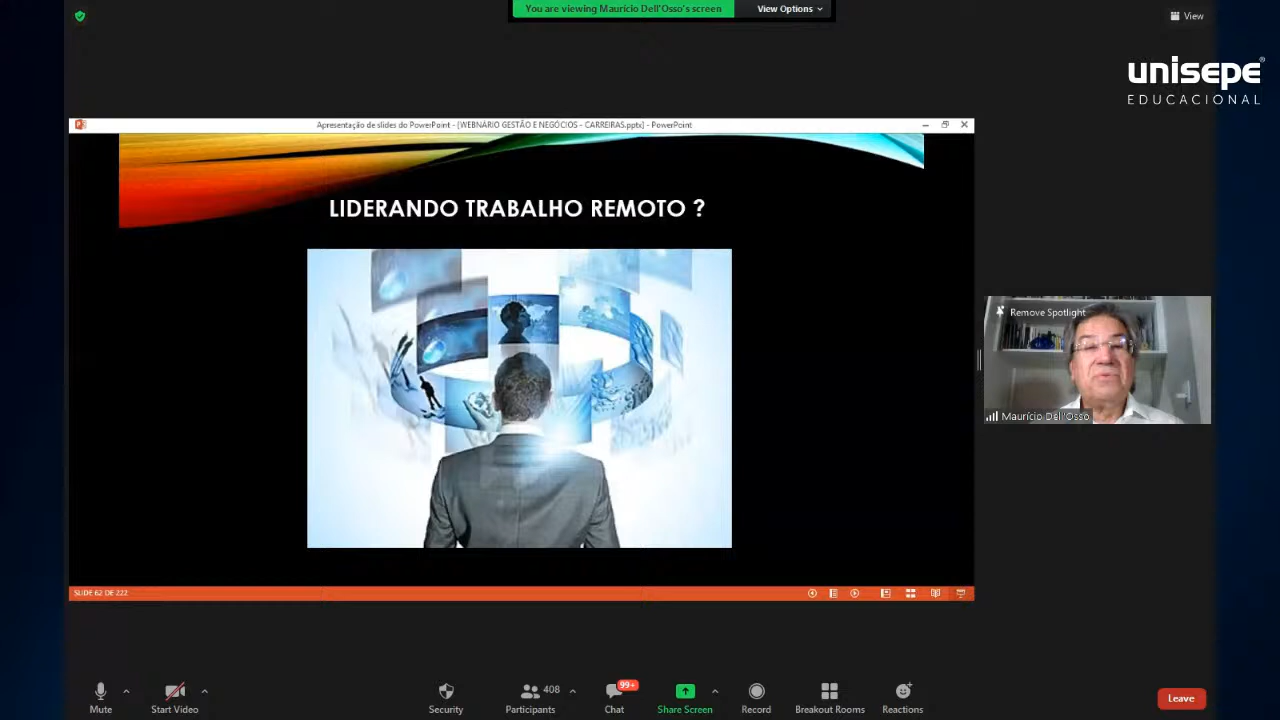 You are viewing Maurício Dell'Osso's screen
View Options
View
unisepe
EDUCACIONAL
Apresentação de slides do PowerPoint - [WEBNÁRIO GESTÃO E NEGÓCIOS - CARREIRAS.pptx] - PowerPoint
LIDERANDO TRABALHO REMOTO ?
Remove Spotlight
Maurício Dell'Osso
SLIDE 62 DE 222
Mute
Start Video
Security
408
Participants
99+
Chat
Share Screen
Record
Breakout Rooms
Reactions
Leave